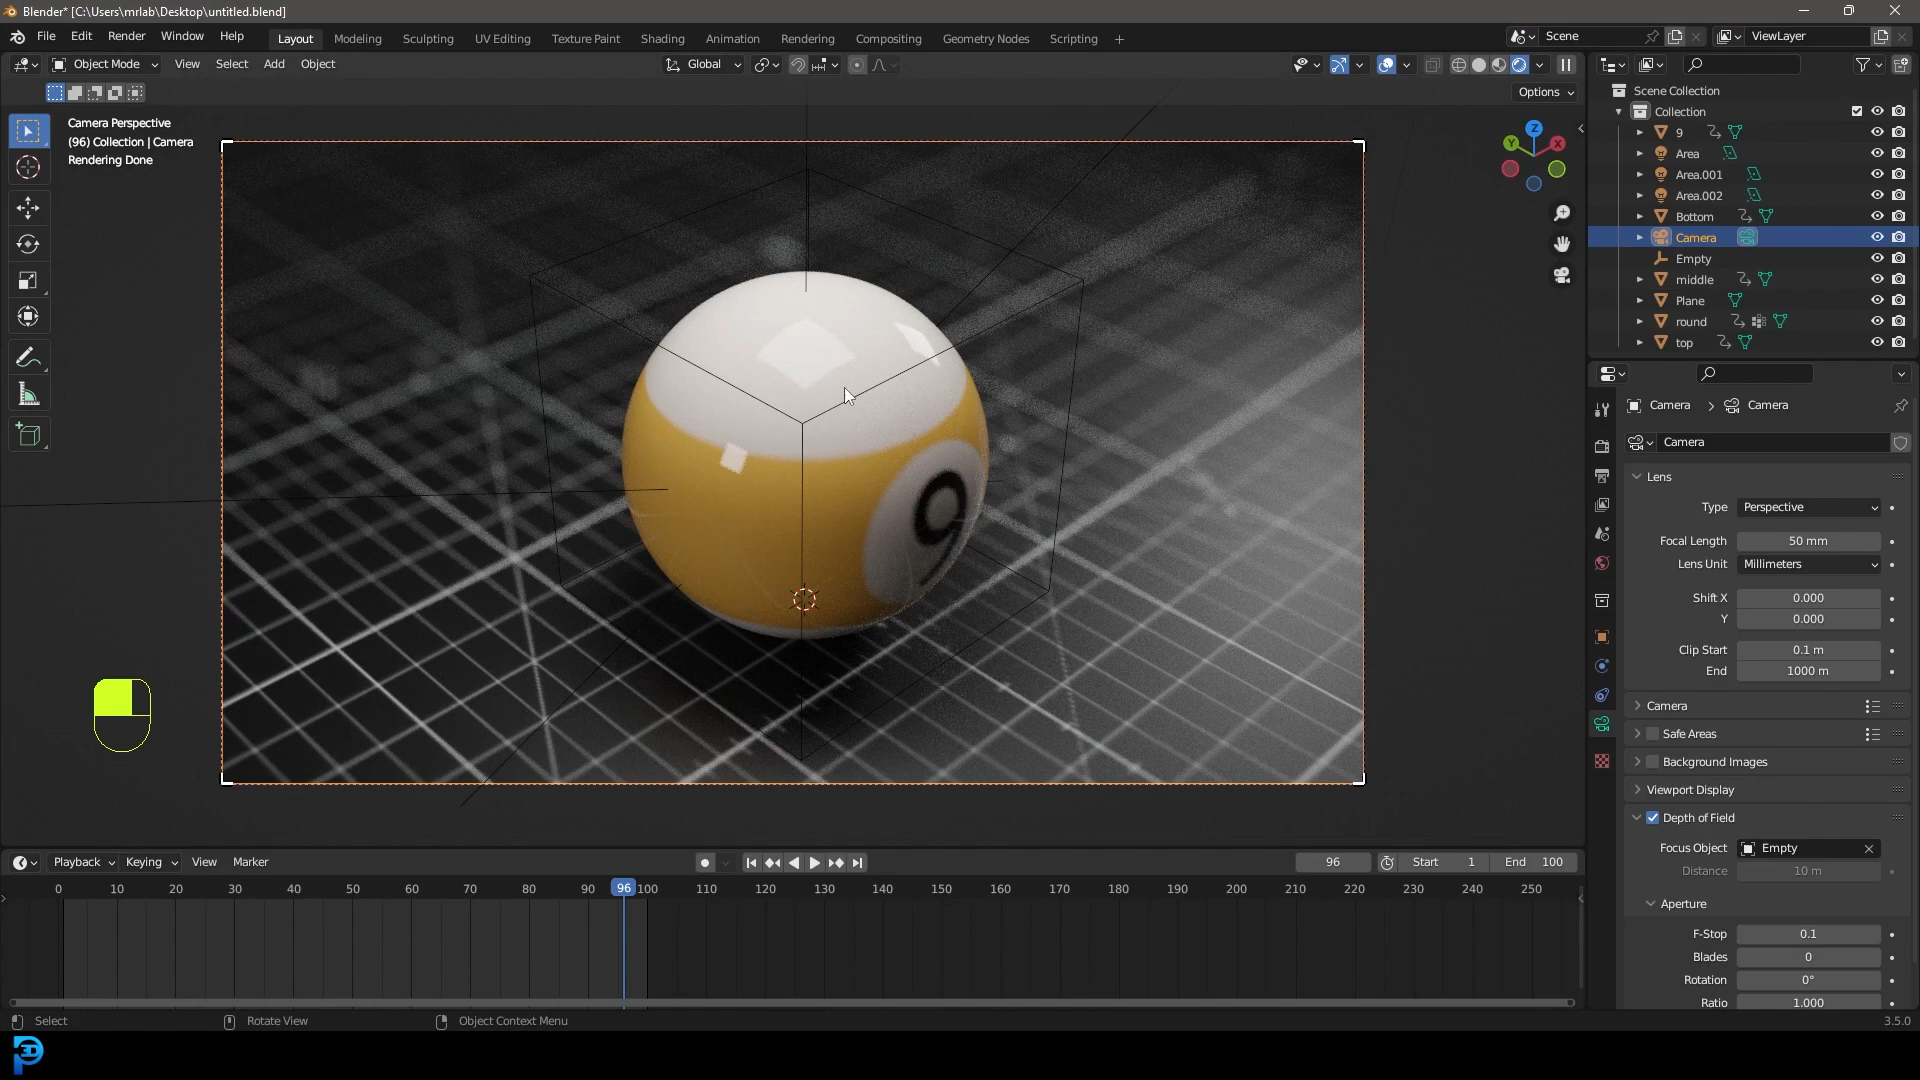 Blender* [C:\Users\mrlab\Desktop\untitled.blend]
File Edit Render Window Help
Layout Modeling Sculpting UV Editing Texture Paint Shading Animation Rendering Compositing Geometry Nodes Scripting +
Scene ViewLayer
Object Mode View Select Add Object Global
Options
Camera Perspective
(96) Collection | Camera
Rendering Done
Z
Y X
9
Scene Collection
Collection
9
Area
Area.001
Area.002
Bottom
Camera
Empty
middle
Plane
round
top
Camera > Camera
Camera
Lens
Type Perspective
Focal Length 50 mm
Lens Unit Millimeters
Shift X 0.000
Y 0.000
Clip Start 0.1 m
End 1000 m
Camera
Safe Areas
Background Images
Viewport Display
Depth of Field
Focus Object Empty
Distance 10 m
Aperture
F-Stop 0.1
Blades 0
Rotation 0°
Ratio 1.000
Playback Keying View Marker 96 Start 1 End 100
0 10 20 30 40 50 60 70 80 90 96 100 110 120 130 140 150 160 170 180 190 200 210 220 230 240 250
Select Rotate View Object Context Menu 3.5.0
3D